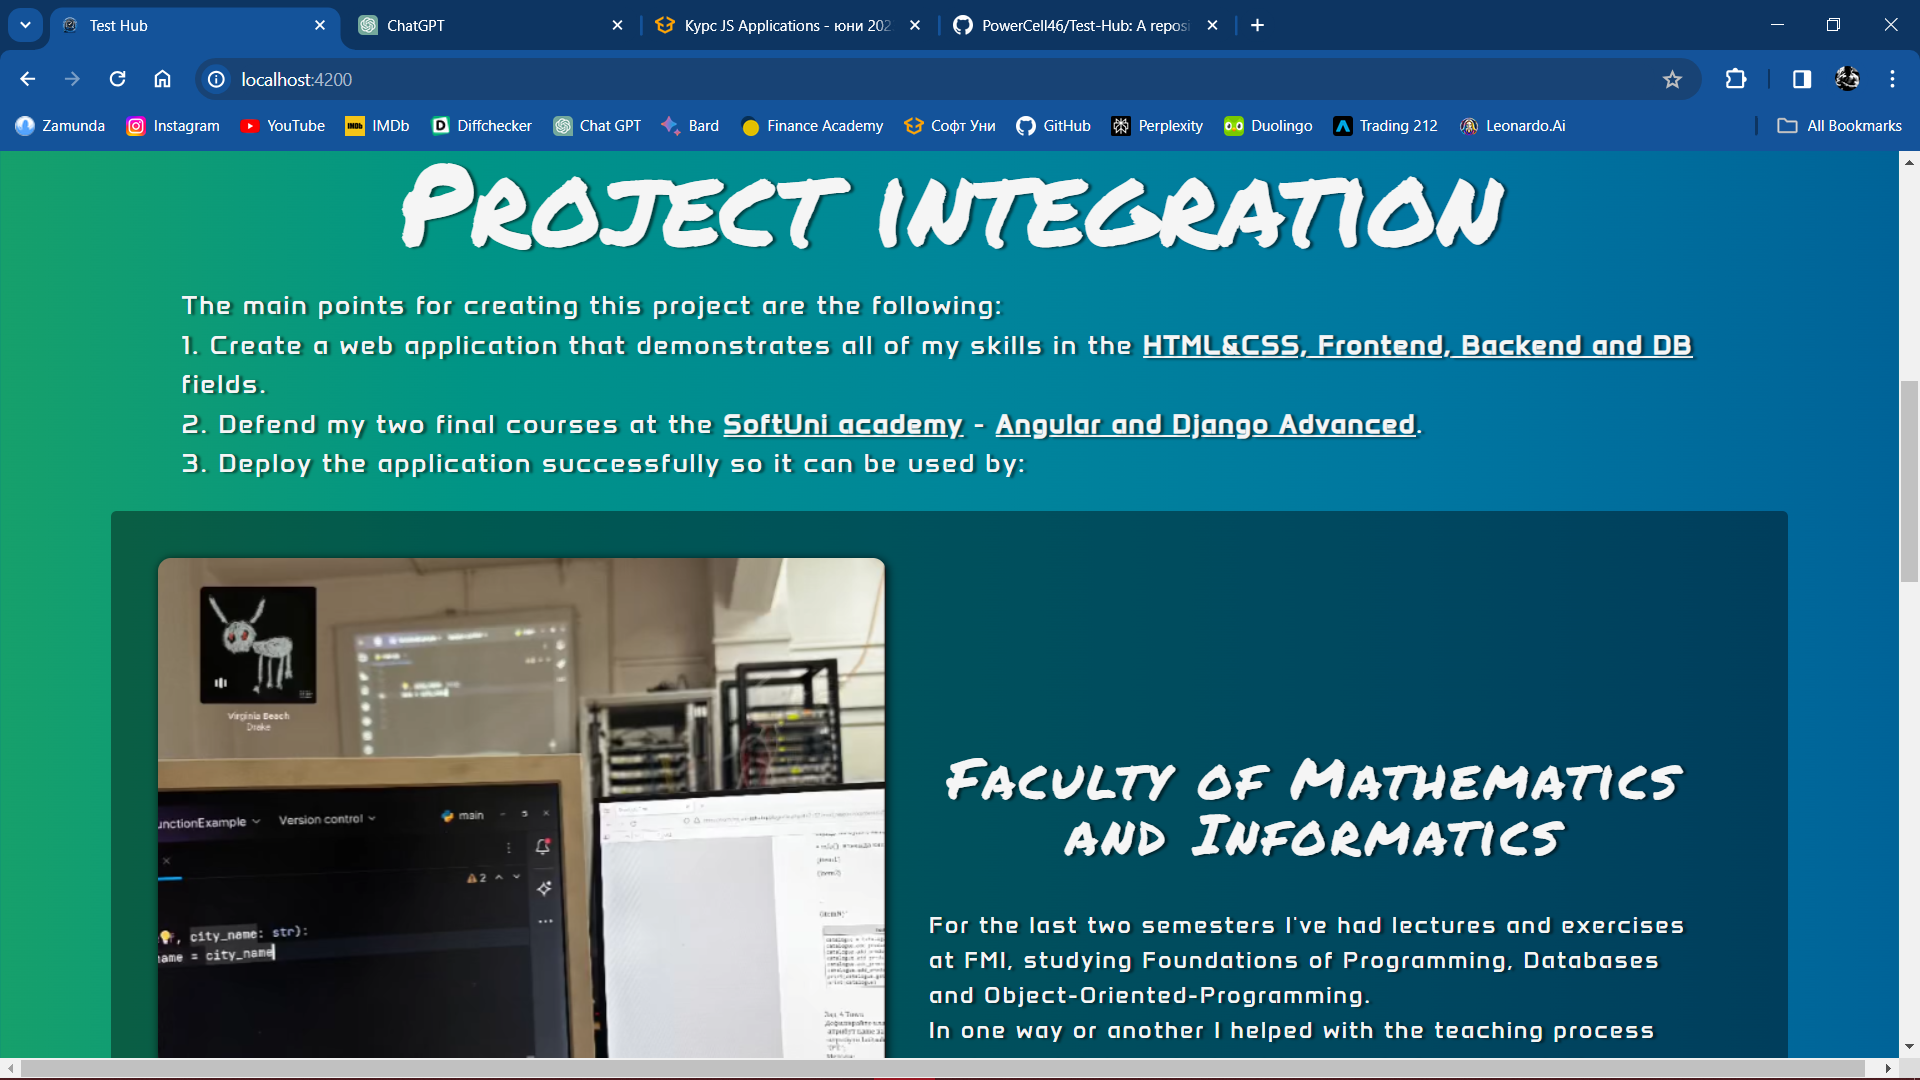 Test Hub
ChatGPT
Курс JS Applications - юни 202
PowerCell46/Test-Hub: A reposi
localhost:4200
Zamunda
Instagram
YouTube
IMDb
Diffchecker
Chat GPT
Bard
Finance Academy
Софт Уни
GitHub
Perplexity
Duolingo
Trading 212
Leonardo.Ai
All Bookmarks
PROJECT INTEGRATION
The main points for creating this project are the following:
1. Create a web application that demonstrates all of my skills in the HTML&CSS, Frontend, Backend and DB
fields.
2. Defend my two final courses at the SoftUni academy - Angular and Django Advanced.
3. Deploy the application successfully so it can be used by:
Virginia Beach
Drake
unctionExample
Version control
main
2
city_name: str):
name = city_name
FACULTY OF MATHEMATICS
AND INFORMATICS
For the last two semesters I've had lectures and exercises
at FMI, studying Foundations of Programming, Databases
and Object-Oriented-Programming.
In one way or another I helped with the teaching process